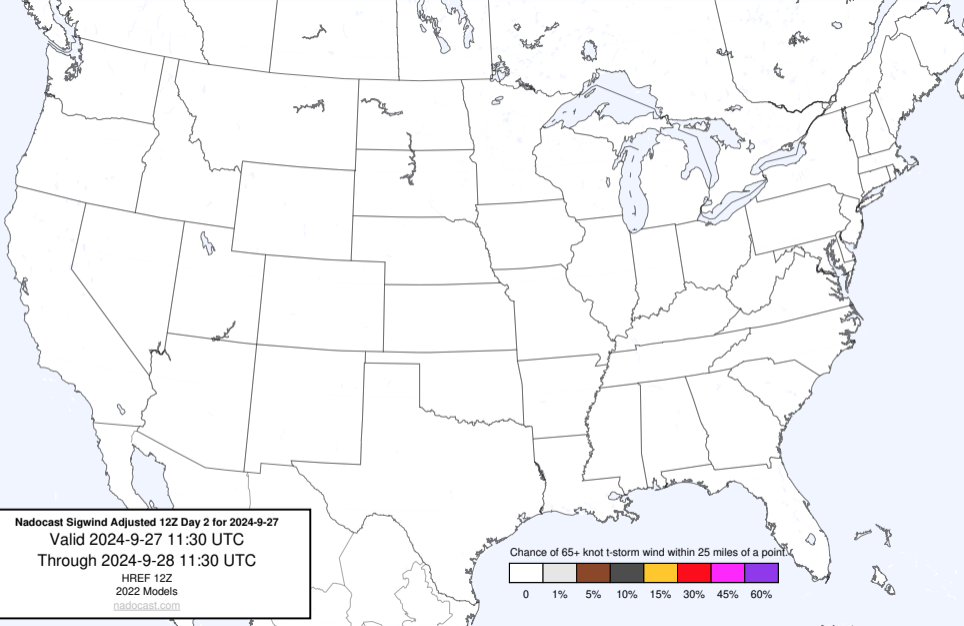 Nadocast Sigwind Adjusted 12Z Day 2 for 2024-9-27
Valid 2024-9-27 11:30 UTC
Through 2024-9-28 11:30 UTC
HREF 12Z
2022 Models
nadocast.com
Chance of 65+ knot t-storm wind within 25 miles of a point.
0 1% 5% 10% 15% 30% 45% 60%